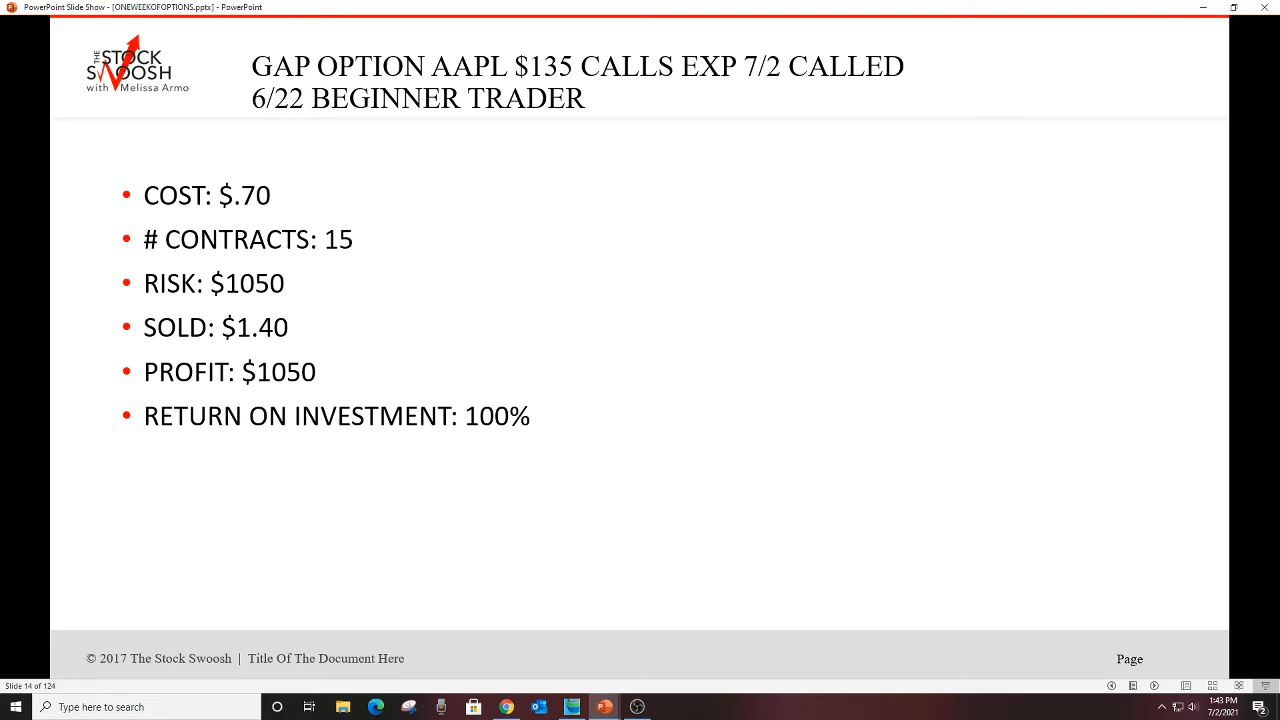 PowerPoint Slide Show - [ONEWEEKOFOPTIONS.pptx] - PowerPoint
THE STOCK
SWOOSH
with Melissa Armo
GAP OPTION AAPL $135 CALLS EXP 7/2 CALLED
6/22 BEGINNER TRADER
• COST: $.70
• # CONTRACTS: 15
• RISK: $1050
• SOLD: $1.40
• PROFIT: $1050
• RETURN ON INVESTMENT: 100%
© 2017 The Stock Swoosh | Title Of The Document Here
Page
Slide 14 of 124
Type here to search
1:43 PM
7/2/2021
2